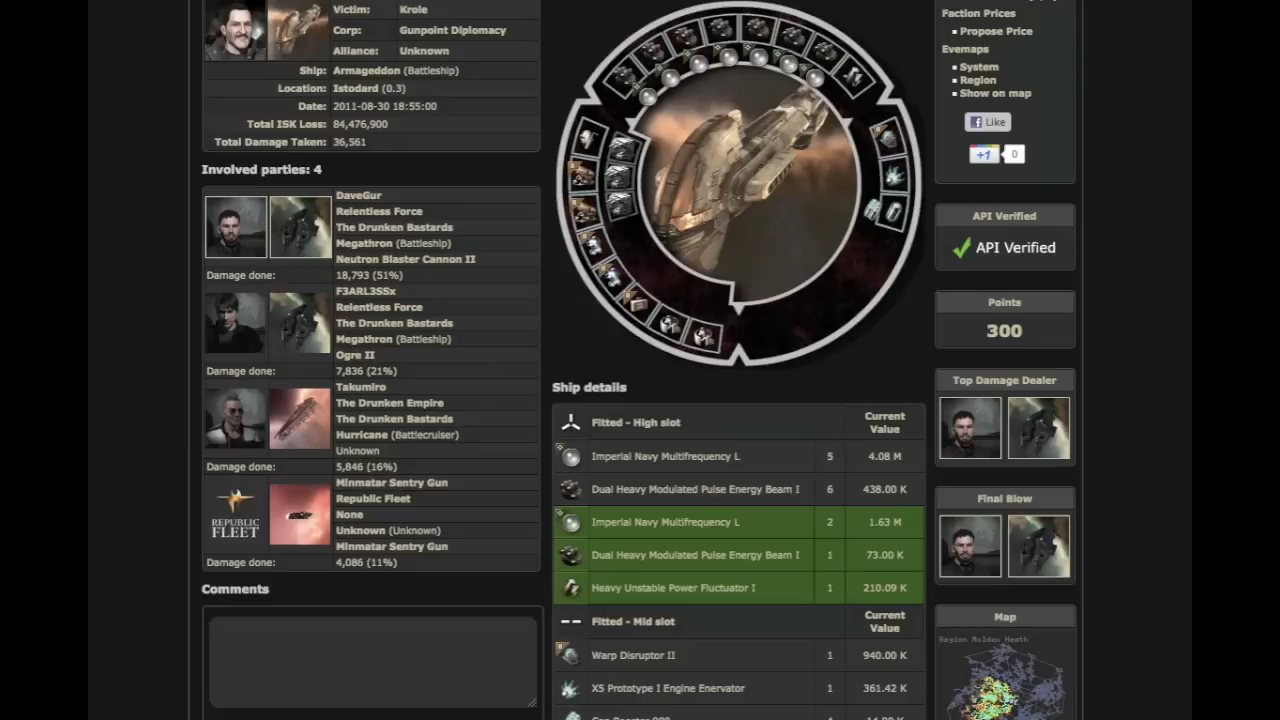 Victim: Krole
Corp: Gunpoint Diplomacy
Alliance: Unknown
Ship: Armageddon (Battleship)
Location: Istodard (0.3)
Date: 2011-08-30 18:55:00
Total ISK Loss: 84,476,900
Total Damage Taken: 36,561
Involved parties: 4
DaveGur
Relentless Force
The Drunken Bastards
Megathron (Battleship)
Neutron Blaster Cannon II
Damage done: 18,793 (51%)
F3ARL3SSx
Relentless Force
The Drunken Bastards
Megathron (Battleship)
Ogre II
Damage done: 7,836 (21%)
Takumiro
The Drunken Empire
The Drunken Bastards
Hurricane (Battlecruiser)
Unknown
Damage done: 5,846 (16%)
REPUBLIC
FLEET
Minmatar Sentry Gun
Republic Fleet
None
Unknown (Unknown)
Minmatar Sentry Gun
Damage done: 4,086 (11%)
Comments
Ship details
Fitted - High slot Current Value
Imperial Navy Multifrequency L 5 4.08 M
Dual Heavy Modulated Pulse Energy Beam I 6 438.00 K
Imperial Navy Multifrequency L 2 1.63 M
Dual Heavy Modulated Pulse Energy Beam I 1 73.00 K
Heavy Unstable Power Fluctuator I 1 210.09 K
Fitted - Mid slot Current Value
Warp Disruptor II 1 940.00 K
X5 Prototype I Engine Enervator 1 361.42 K
Faction Prices
Propose Price
Evemaps
System
Region
Show on map
Like
+1 0
API Verified
API Verified
Points
300
Top Damage Dealer
Final Blow
Map
Region Molden Heath